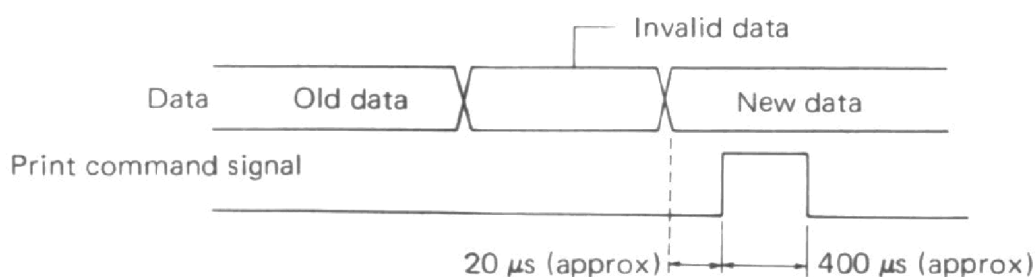 Invalid data
Data
Old data
New data
Print command signal
20 μs (approx)
400 μs (approx)